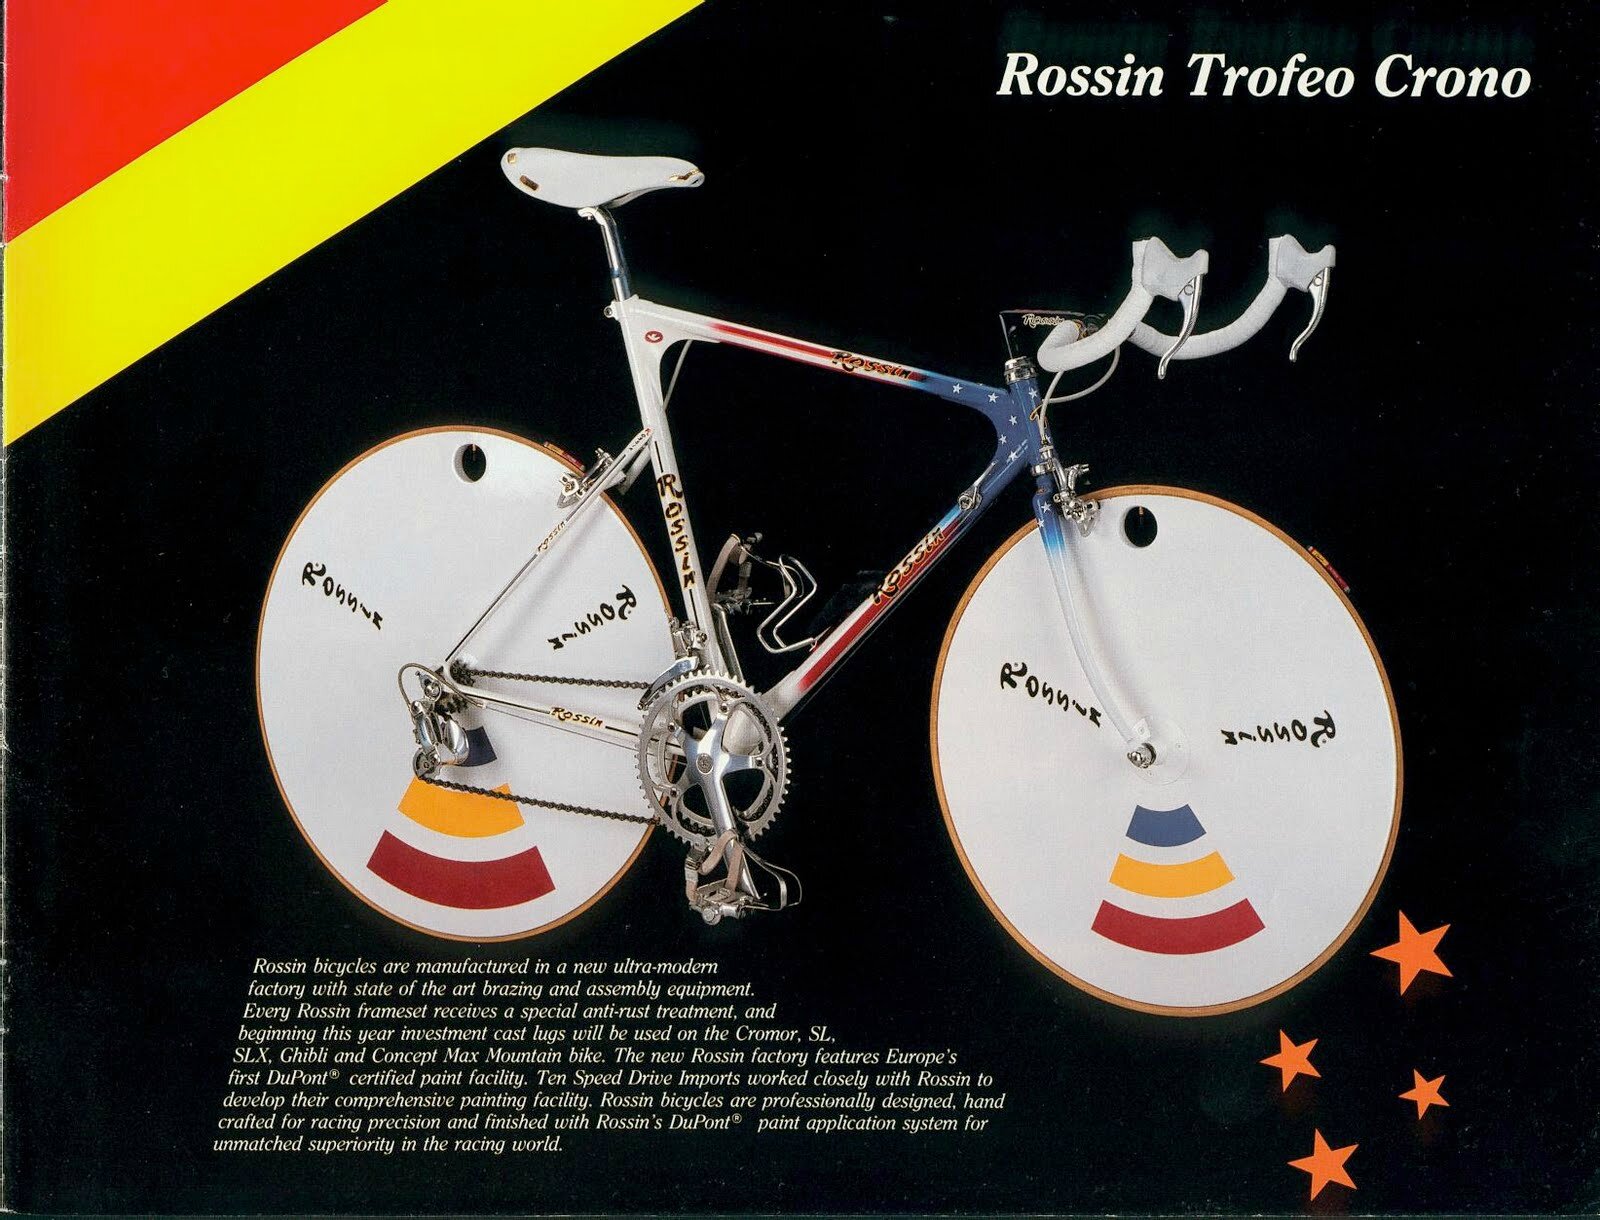 Rossin Trofeo Crono
Rossin
Rossin
Rossin
Rossin
Rossin
Rossin
Rossin
Rossin
Rossin
Rossin
Rossin bicycles are manufactured in a new ultra-modern
factory with state of the art brazing and assembly equipment.
Every Rossin frameset receives a special anti-rust treatment, and
beginning this year investment cast lugs will be used on the Cromor, SL,
SLX, Ghibli and Concept Max Mountain bike. The new Rossin factory features Europe's
first DuPont® certified paint facility. Ten Speed Drive Imports worked closely with Rossin to
develop their comprehensive painting facility. Rossin bicycles are professionally designed, hand
crafted for racing precision and finished with Rossin's DuPont® paint application system for
unmatched superiority in the racing world.